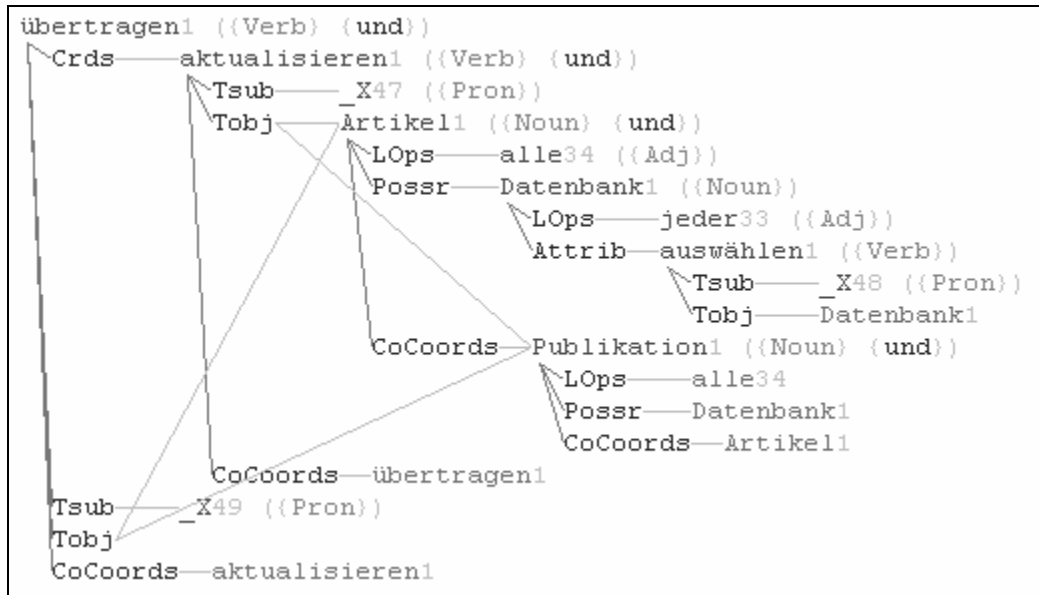 übertragen1 ({Verb} {und})
Crds aktualisieren1 ({Verb} {und})
Tsub _X47 ({Pron})
Tobj Artikel1 ({Noun} {und})
LOps alle34 ({Adj})
Possr Datenbank1 ({Noun})
LOps jeder33 ({Adj})
Attrib auswählen1 ({Verb})
Tsub _X48 ({Pron})
Tobj Datenbank1
CoCoords Publikation1 ({Noun} {und})
LOps alle34
Possr Datenbank1
CoCoords Artikel1
CoCoords übertragen1
Tsub _X49 ({Pron})
Tobj
CoCoords aktualisieren1